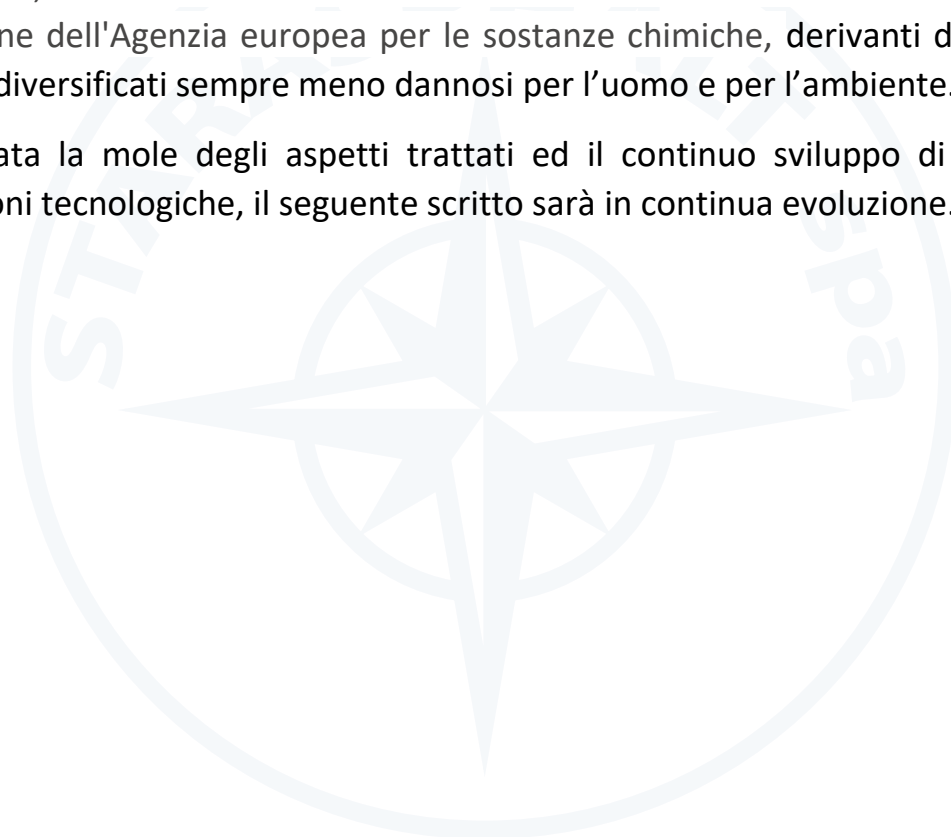 ne dell'Agenzia europea per le sostanze chimiche, derivanti d
diversificati sempre meno dannosi per l’uomo e per l’ambiente.
ata la mole degli aspetti trattati ed il continuo sviluppo di
oni tecnologiche, il seguente scritto sarà in continua evoluzione.
spa